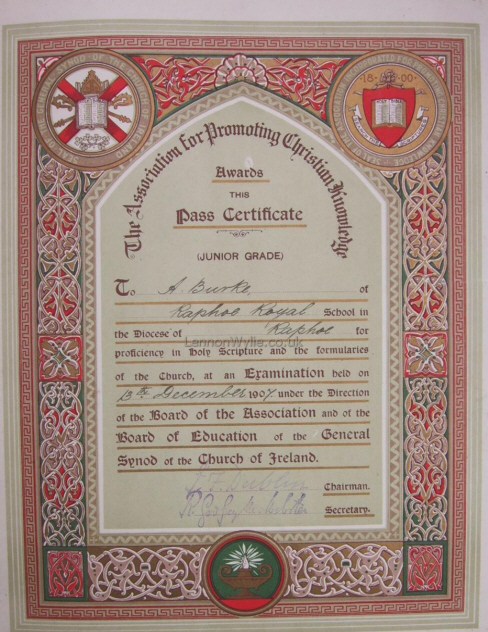 The Association for Promoting Christian Knowledge
18 00
Awards
THIS
Pass Certificate
(JUNIOR GRADE)
To A Burke of
Raphoe Royal School in
the Diocese of Raphoe for
LennonWylie.co.uk
proficiency in Holy Scripture and the formularies
of the Church, at an Examination held on
13th December 1907 under the Direction
of the Board of the Association and of the
Board of Education of the General
Synod of the Church of Ireland.
Chairman.
Secretary.